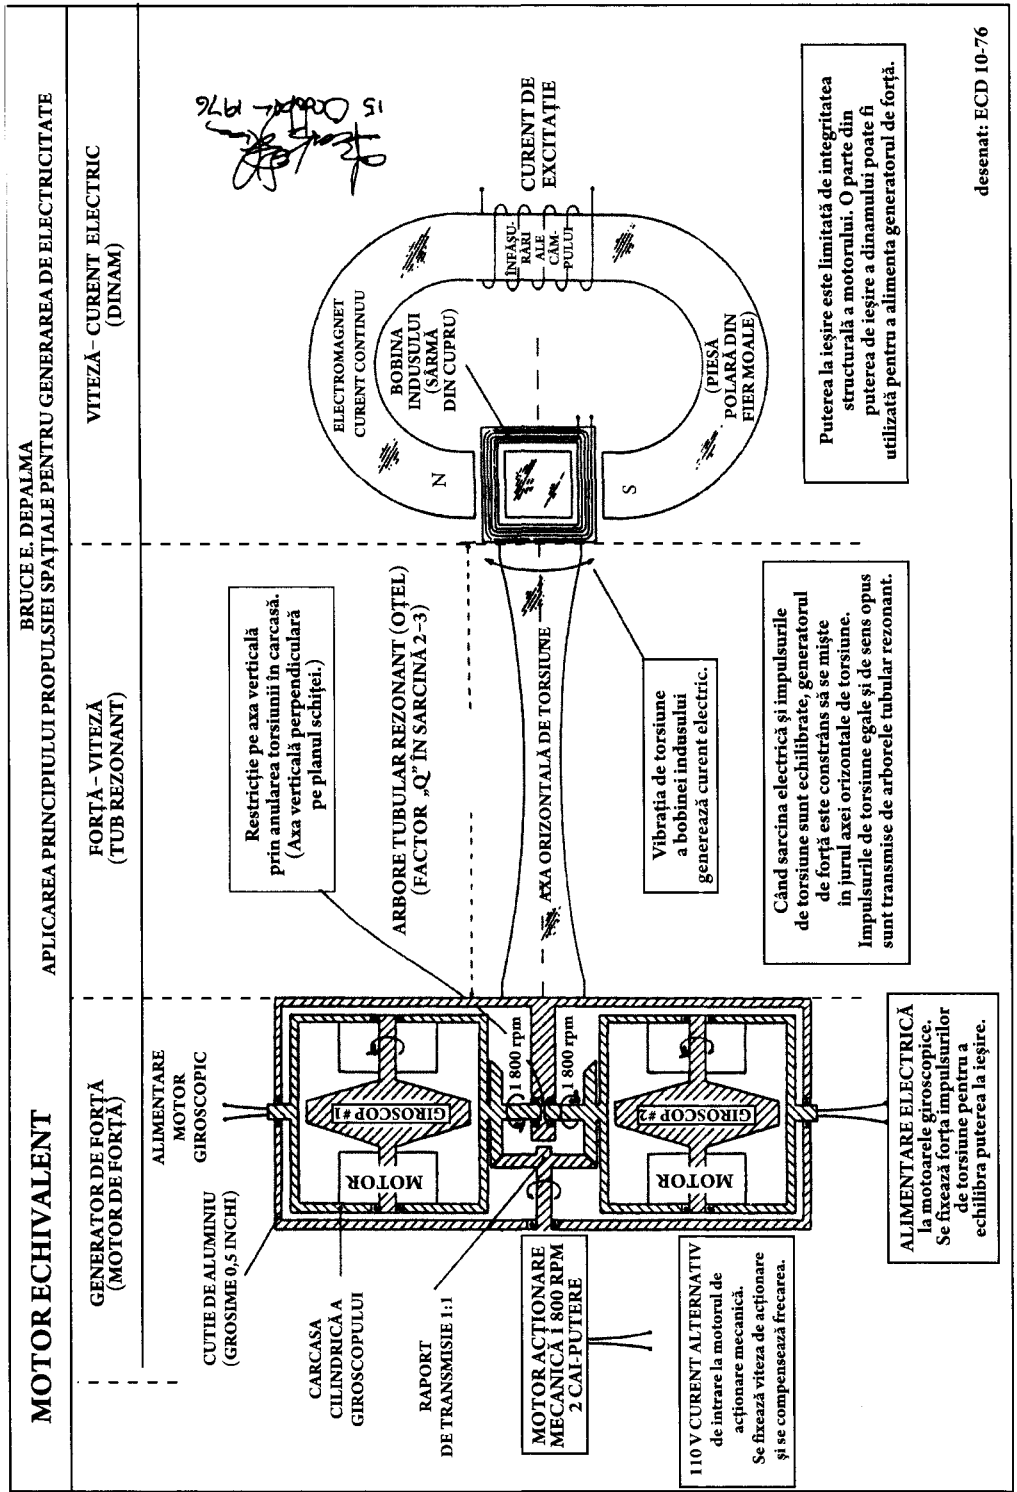 BRUCE E. DEPALMA
MOTOR ECHIVALENT
APLICAREA PRINCIPIULUI PROPULSIEI SPAȚIALE PENTRU GENERAREA DE ELECTRICITATE
GENERATOR DE FORȚĂ
(MOTOR DE FORȚĂ)
FORȚĂ – VITEZĂ
(TUB REZONANT)
VITEZĂ – CURENT ELECTRIC
(DINAM)
ALIMENTARE
MOTOR
GIROSCOPIC
CUTIE DE ALUMINIU
(GROSIME 0,5 INCHI)
CARCASA
CILINDRICĂ A
GIROSCOPULUI
RAPORT
DE TRANSMISIE 1:1
MOTOR ACȚIONARE
MECANICĂ 1 800 RPM
2 CAI-PUTERE
110 V CURENT ALTERNATIV
de intrare la motorul de
acționare mecanică.
Se fixează viteza de acționare
și se compensează frecarea.
MOTOR
GIROSCOP #1
1 800 rpm
1 800 rpm
MOTOR
GIROSCOP #2
ALIMENTARE ELECTRICĂ
la motoarele giroscopice.
Se fixează forța impulsurilor
de torsiune pentru a
echilibra puterea la ieșire.
Restricție pe axa verticală
prin anularea torsiunii în carcasă.
(Axa verticală perpendiculară
pe planul schiței.)
ARBORE TUBULAR REZONANT (OȚEL)
(FACTOR „Q” ÎN SARCINĂ 2–3)
AXA ORIZONTALĂ DE TORSIUNE
Vibrația de torsiune
a bobinei indusului
generează curent electric.
Când sarcina electrică și impulsurile
de torsiune sunt echilibrate, generatorul
de forță este constrâns să se miște
în jurul axei orizontale de torsiune.
Impulsurile de torsiune egale și de sens opus
sunt transmise de arborele tubular rezonant.
15 October 1976
ELECTROMAGNET
CURENT CONTINUU
BOBINA
INDUSULUI
(SÂRMĂ
DIN CUPRU)
N
S
ÎNFĂȘU-
RĂRI
ALE
CÂM-
PULUI
CURENT DE
EXCITAȚIE
(PIESĂ
POLARĂ DIN
FIER MOALE)
Puterea la ieșire este limitată de integritatea
structurală a motorului. O parte din
puterea de ieșire a dinamului poate fi
utilizată pentru a alimenta generatorul de forță.
desenat: ECD 10-76